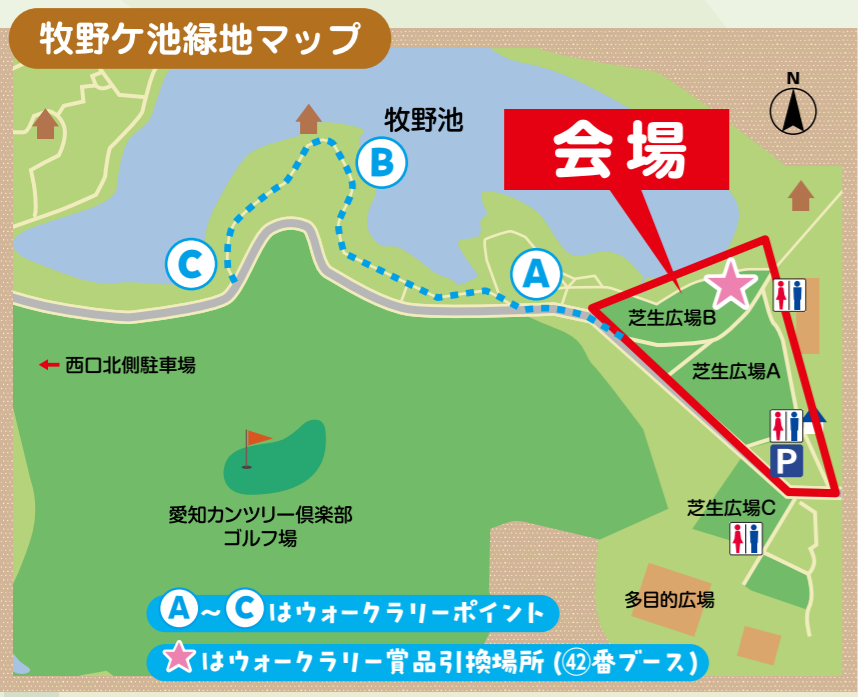 牧野ケ池緑地マップ
N
牧野池
会場
B
C
A
芝生広場B
← 西口北側駐車場
芝生広場A
P
芝生広場C
愛知カンツリー倶楽部
ゴルフ場
多目的広場
A～Cはウォークラリーポイント
★はウォークラリー賞品引換場所 (㊷番ブース)